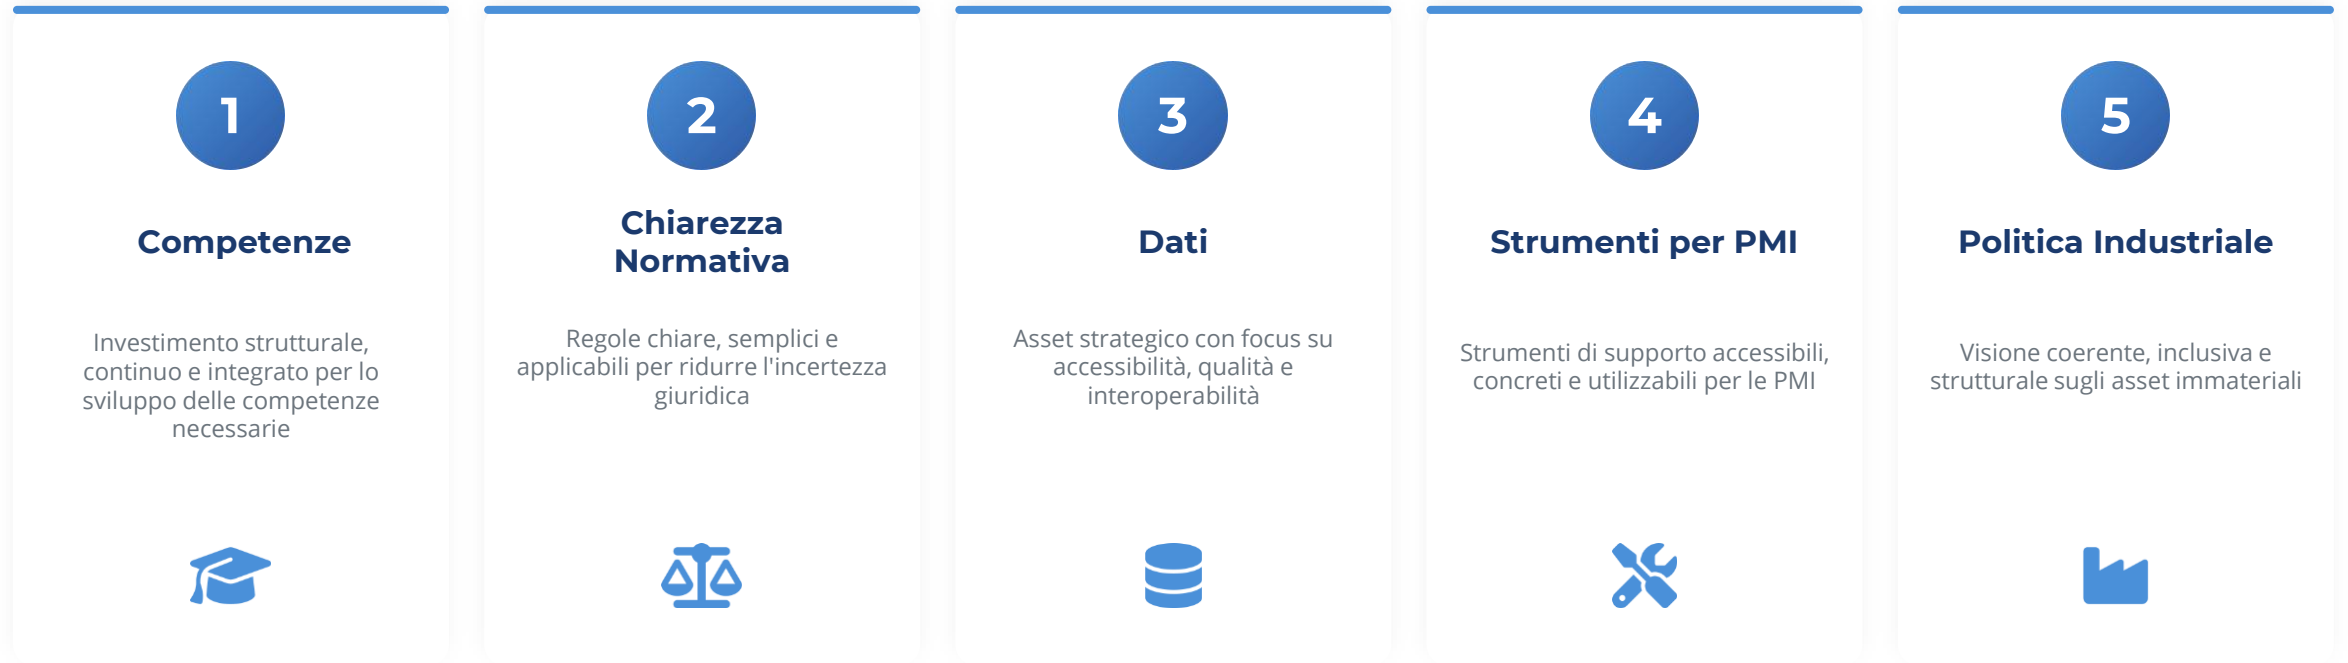 1
Competenze
Investimento strutturale,
continuo e integrato per lo
sviluppo delle competenze
necessarie
2
Chiarezza
Normativa
Regole chiare, semplici e
applicabili per ridurre l'incertezza
giuridica
3
Dati
Asset strategico con focus su
accessibilità, qualità e
interoperabilità
4
Strumenti per PMI
Strumenti di supporto accessibili,
concreti e utilizzabili per le PMI
5
Politica Industriale
Visione coerente, inclusiva e
strutturale sugli asset immateriali